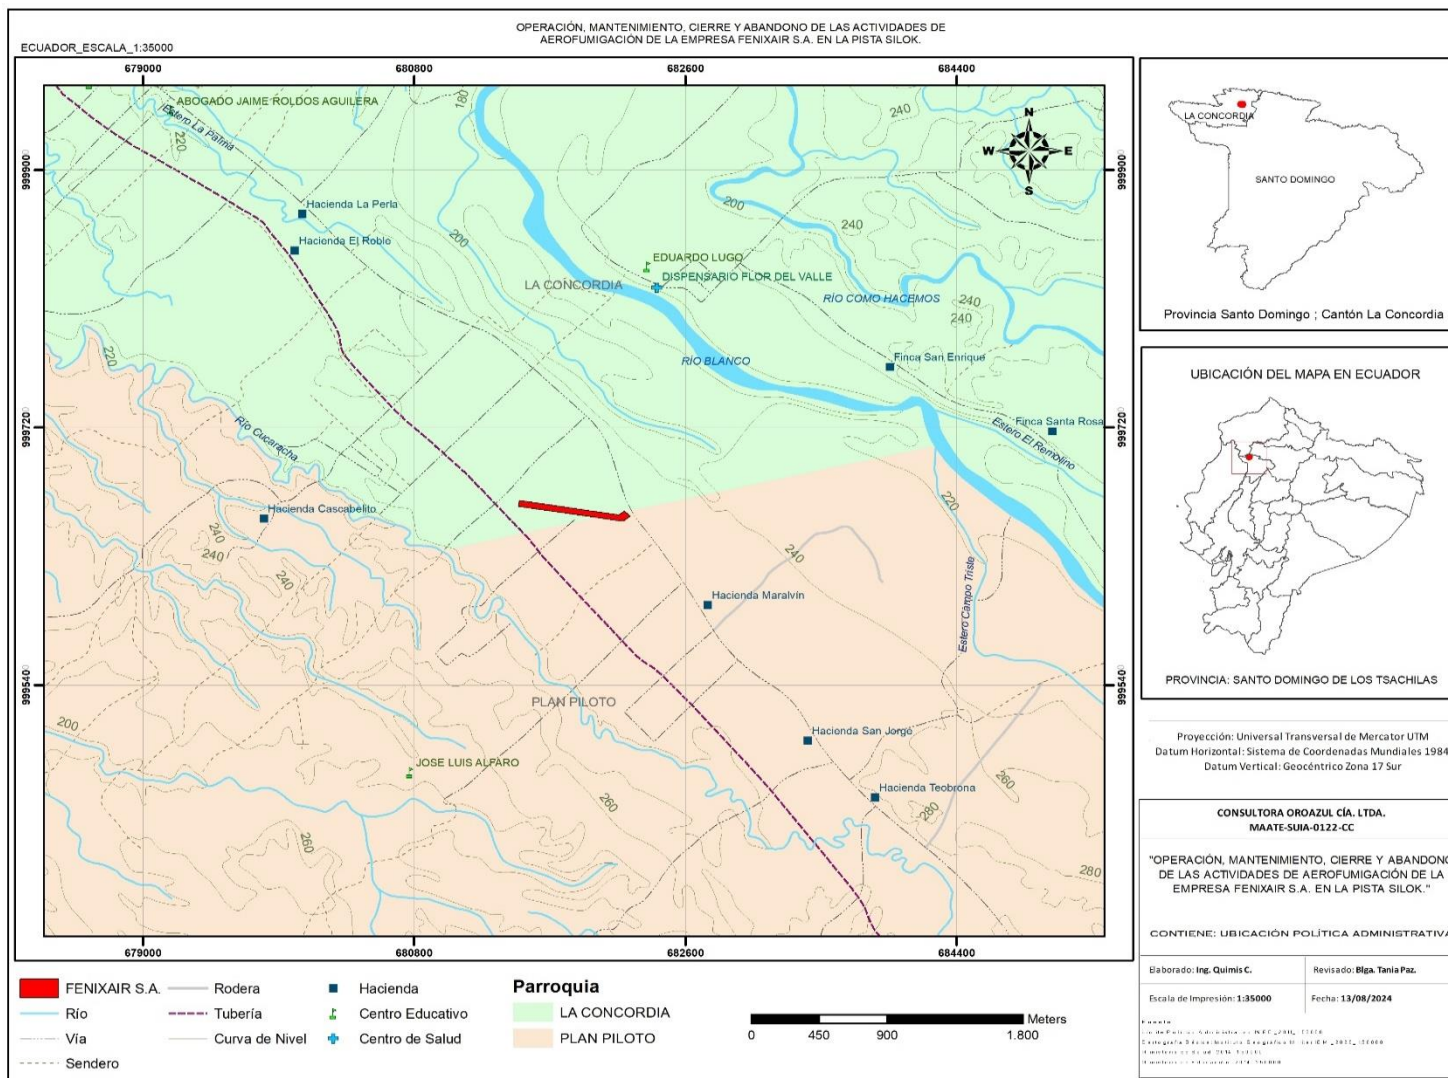 OPERACIÓN, MANTENIMIENTO, CIERRE Y ABANDONO DE LAS ACTIVIDADES DE
AEROFUMIGACIÓN DE LA EMPRESA FENIXAIR S.A. EN LA PISTA SILOK.
ECUADOR_ESCALA_1:35000
679000
680800
682600
684400
ABOGADO JAIME ROLDOS AGUILERA
Estero La Palma
220
180
240
N
W
E
S
9999000
9999000
Hacienda La Perla
200
200
240
Hacienda El Roblo
EDUARDO LUGO
DISPENSARIO FLOR DEL VALLE
LA CONCORDIA
RÍO COMO HACEMOS
240
240
220
RÍO BLANCO
Finca San Enrique
Río Cucaracha
Finca Santa Rosa
Estero El Remolino
9997200
9997200
Hacienda Cascabelito
220
240
240
240
240
Hacienda Maralvín
Estero Campo Triste
9995400
9995400
PLAN PILOTO
200
Hacienda San Jorgo
JOSE LUIS ALFARO
260
Hacienda Teobrona
260
280
260
280
679000
680800
682600
684400
FENIXAIR S.A.
Río
Vía
Sendero
Rodera
Tubería
Curva de Nivel
Hacienda
Centro Educativo
Centro de Salud
Parroquia
LA CONCORDIA
PLAN PILOTO
Meters
0
450
900
1.800
LA CONCORDIA
SANTO DOMINGO
Provincia Santo Domingo ; Cantón La Concordia
UBICACIÓN DEL MAPA EN ECUADOR
PROVINCIA: SANTO DOMINGO DE LOS TSACHILAS
Proyección: Universal Transversal de Mercator UTM
Datum Horizontal: Sistema de Coordenadas Mundiales 1984
Datum Vertical: Geocéntrico Zona 17 Sur
CONSULTORA OROAZUL CÍA. LTDA.
MAATE-SUIA-0122-CC
"OPERACIÓN, MANTENIMIENTO, CIERRE Y ABANDONO
DE LAS ACTIVIDADES DE AEROFUMIGACIÓN DE LA
EMPRESA FENIXAIR S.A. EN LA PISTA SILOK."
CONTIENE: UBICACIÓN POLÍTICA ADMINISTRATIVA
Elaborado: Ing. Quimis C.
Revisado: Blga. Tania Paz.
Escala de Impresión: 1:35000
Fecha: 13/08/2024